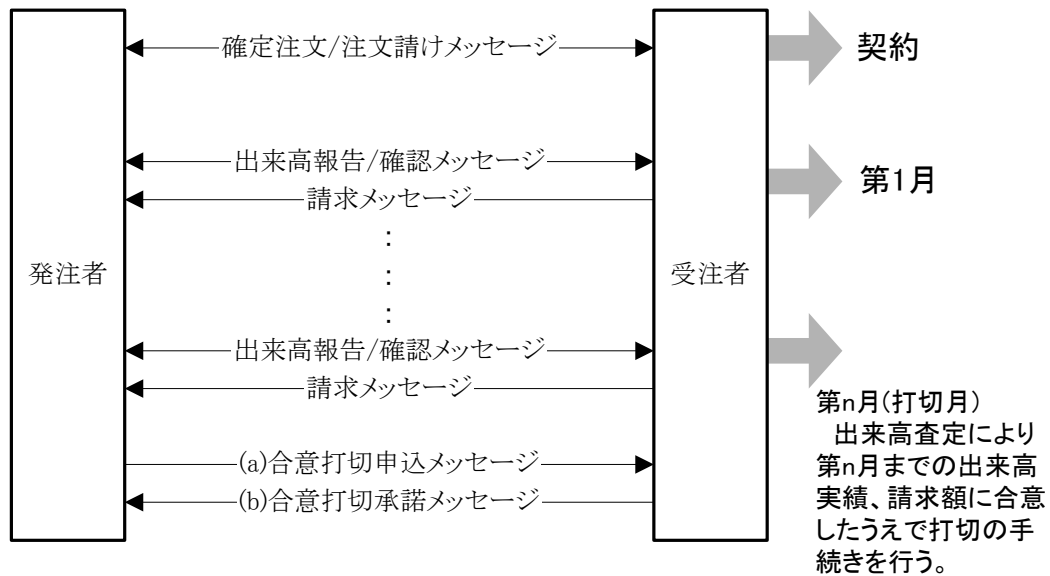 確定注文/注文請けメッセージ
契約
出来高報告/確認メッセージ
第1月
請求メッセージ
:
発注者
:
受注者
:
出来高報告/確認メッセージ
請求メッセージ
第n月(打切月)
出来高査定により
第n月までの出来高
実績、請求額に合意
したうえで打切の手
続きを行う。
(a)合意打切申込メッセージ
(b)合意打切承諾メッセージ